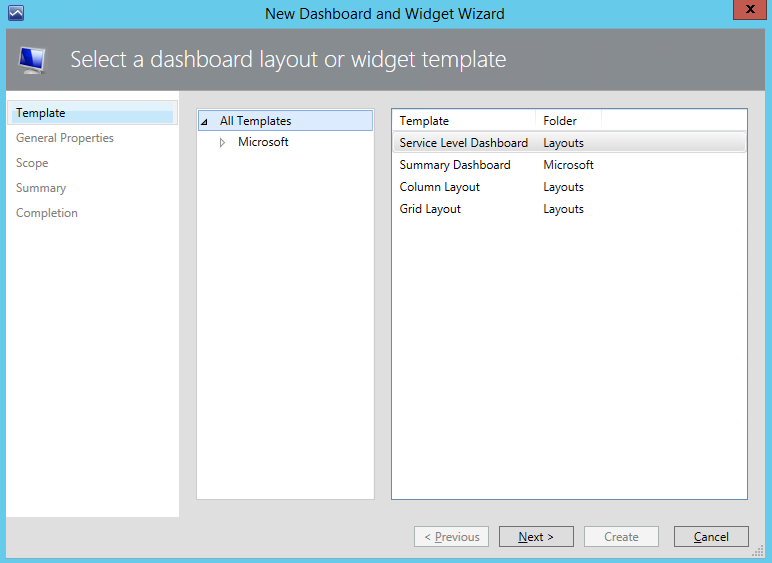 New Dashboard and Widget Wizard
x
Select a dashboard layout or widget template
Template
General Properties
Scope
Summary
Completion
All Templates
Microsoft
Template Folder
Service Level Dashboard Layouts
Summary Dashboard Microsoft
Column Layout Layouts
Grid Layout Layouts
< Previous Next > Create Cancel